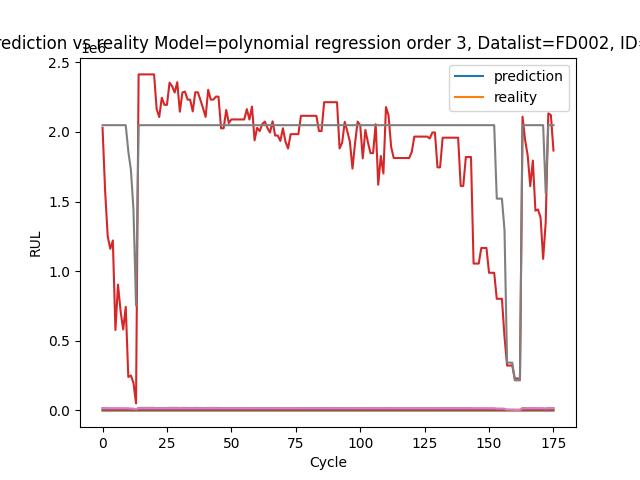 rediction vs reality Model=polynomial regression order 3, Datalist=FD002, ID=
1e6
2.5
2.0
1.5
1.0
0.5
0.0
RUL
prediction
reality
0 25 50 75 100 125 150 175
Cycle